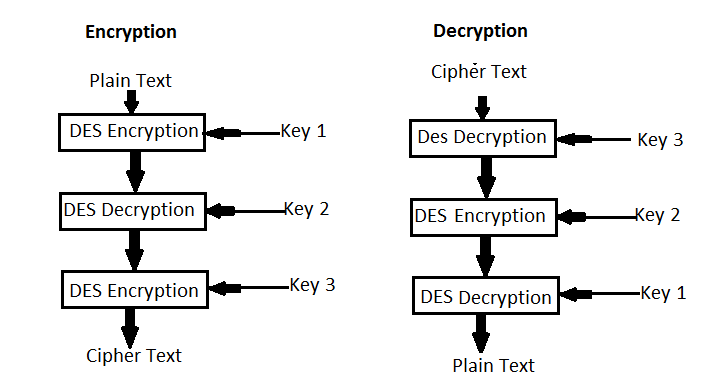 Encryption
Plain Text
DES Encryption
Key 1
DES Decryption
Key 2
DES Encryption
Key 3
Cipher Text
Decryption
Cipher Text
Des Decryption
Key 3
DES Encryption
Key 2
DES Decryption
Key 1
Plain Text